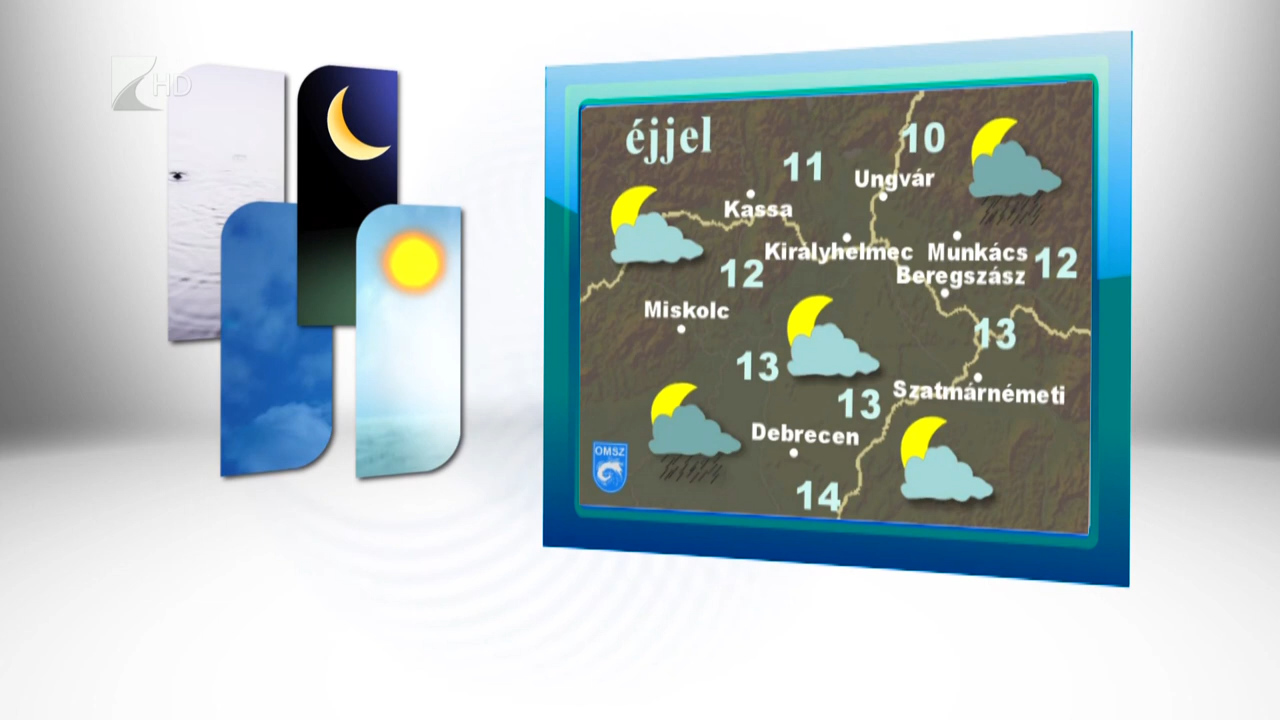 HD
éjjel
10
11
Ungvár
Kassa
Királyhelmec
Munkács
12
12
Beregszász
Miskolc
13
13
Szatmárnémeti
13
Debrecen
OMSZ
14